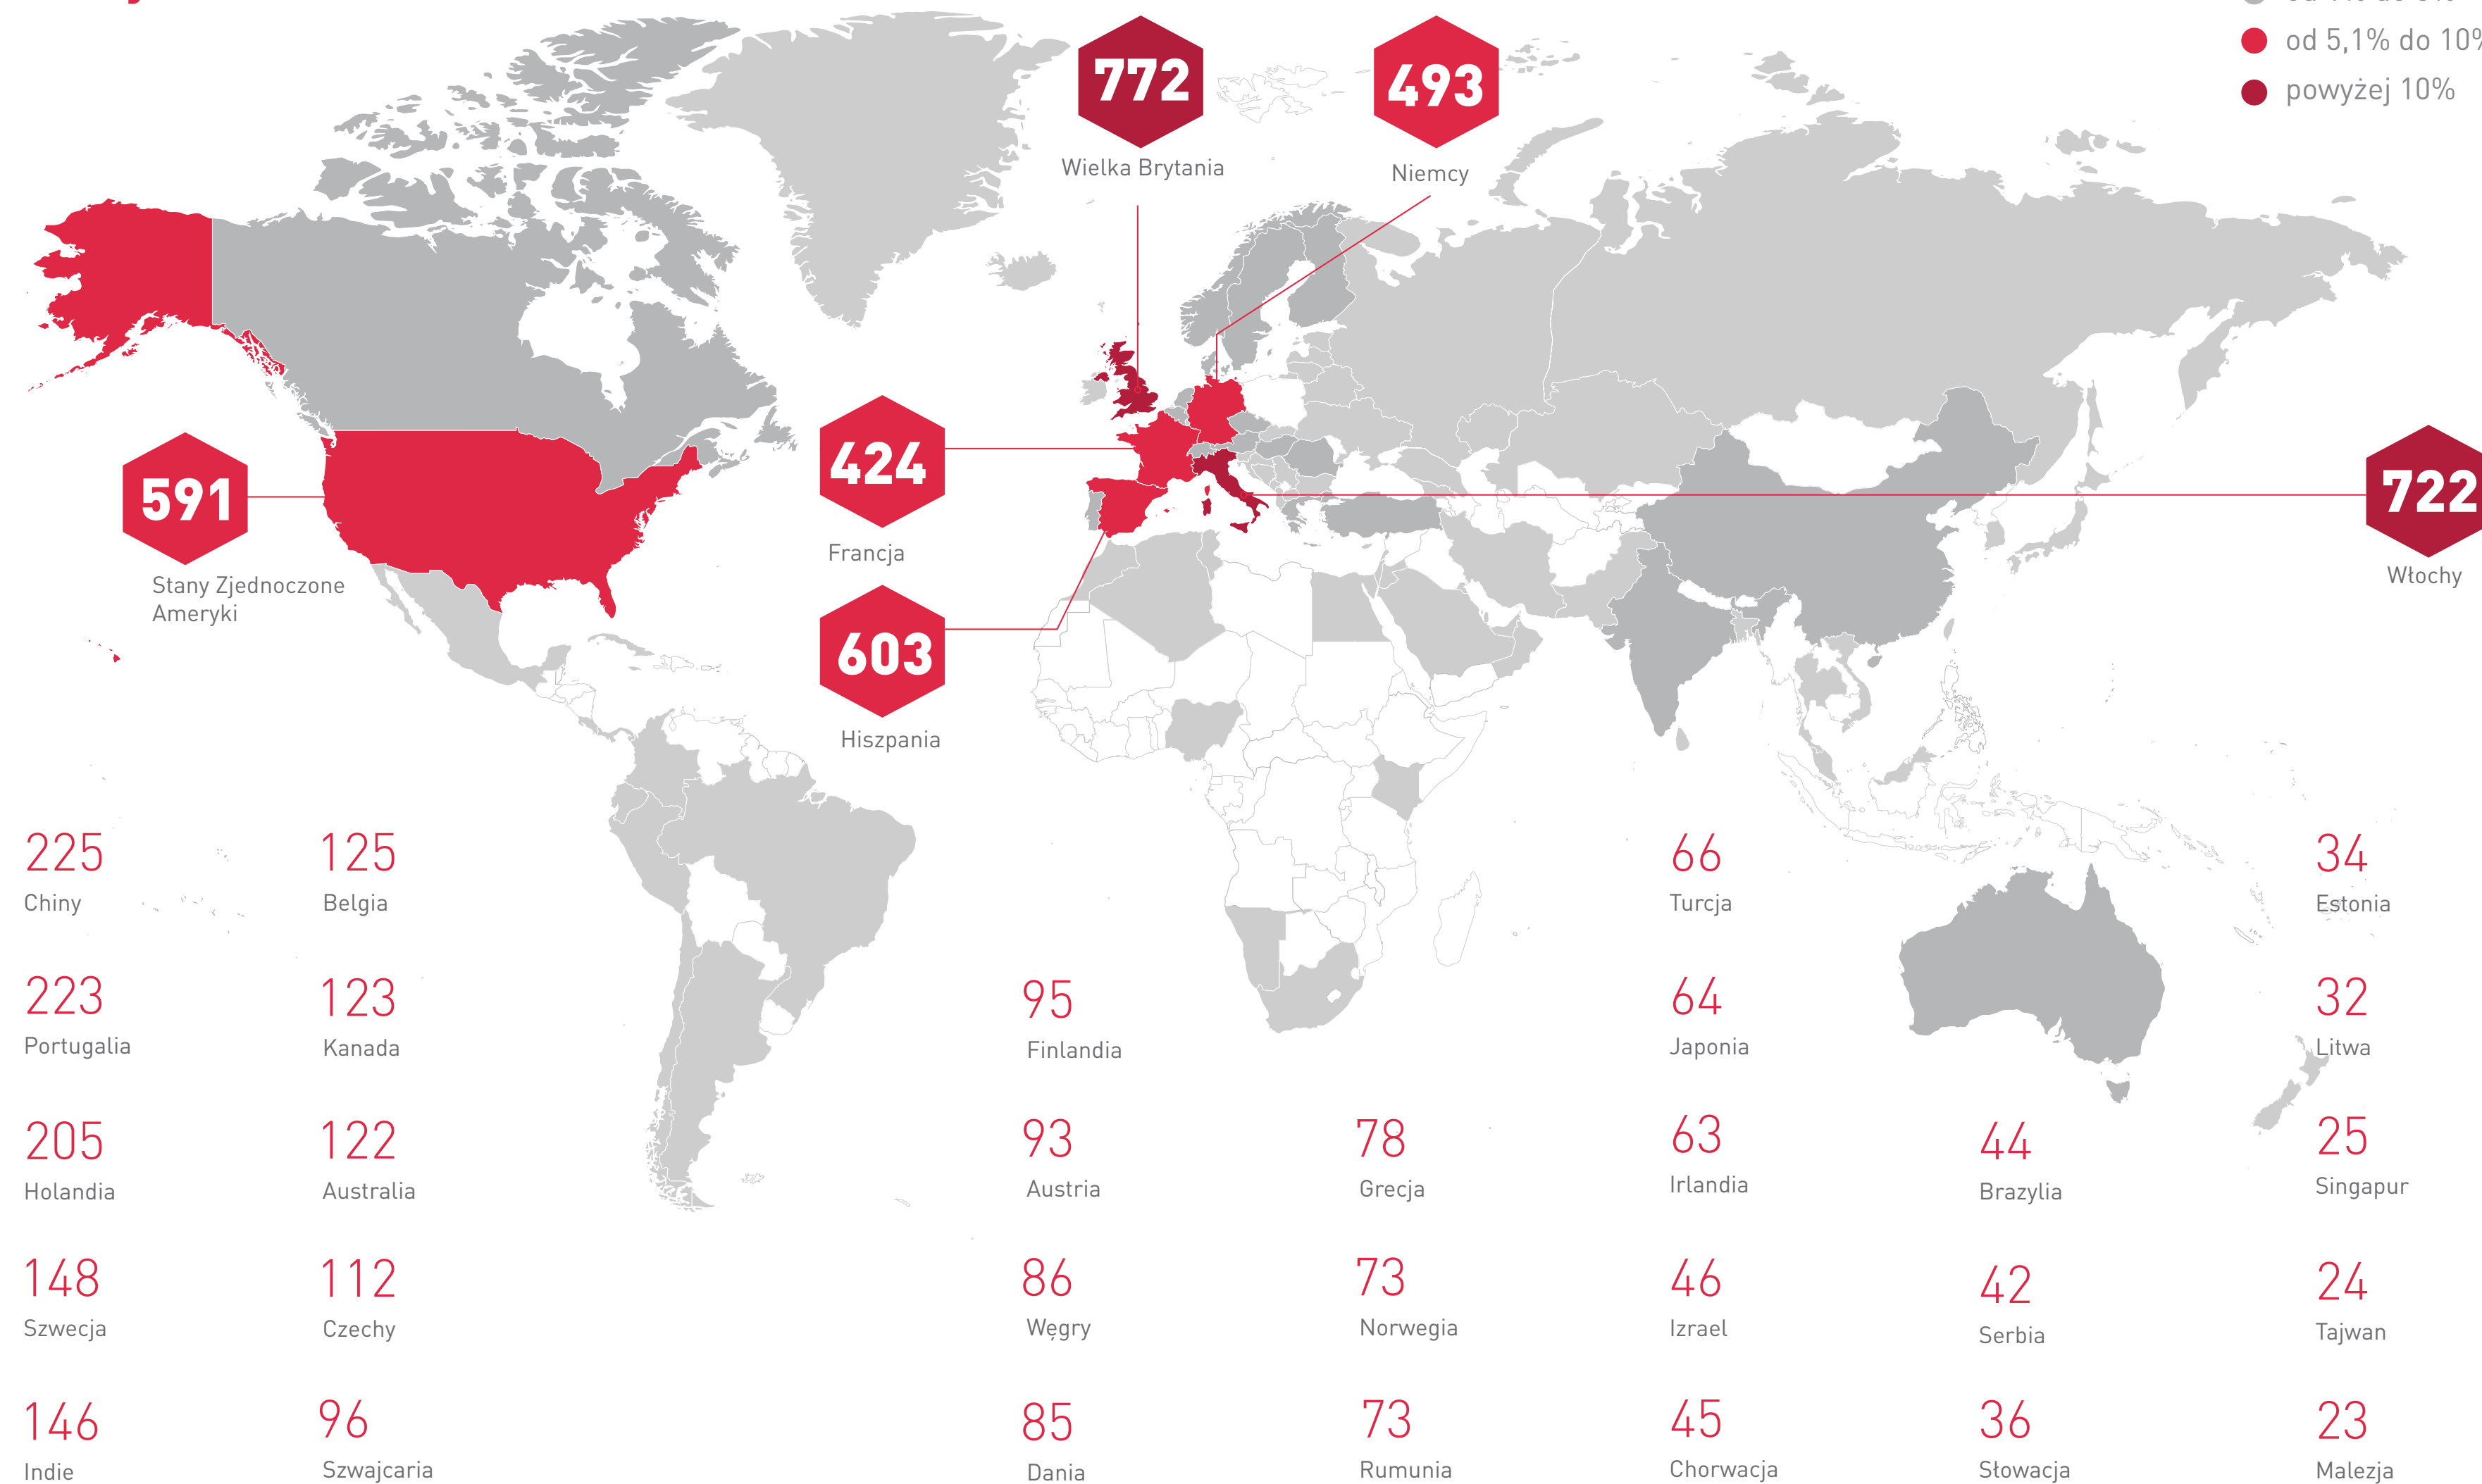 od 5,1% do 10%
powyżej 10%
772
Wielka Brytania
493
Niemcy
591
Stany Zjednoczone
Ameryki
424
Francja
603
Hiszpania
722
Włochy
225
Chiny
223
Portugalia
205
Holandia
148
Szwecja
146
Indie
125
Belgia
123
Kanada
122
Australia
112
Czechy
96
Szwajcaria
95
Finlandia
93
Austria
86
Węgry
85
Dania
78
Grecja
73
Norwegia
73
Rumunia
66
Turcja
64
Japonia
63
Irlandia
46
Izrael
45
Chorwacja
44
Brazylia
42
Serbia
36
Słowacja
34
Estonia
32
Litwa
25
Singapur
24
Tajwan
23
Malezja